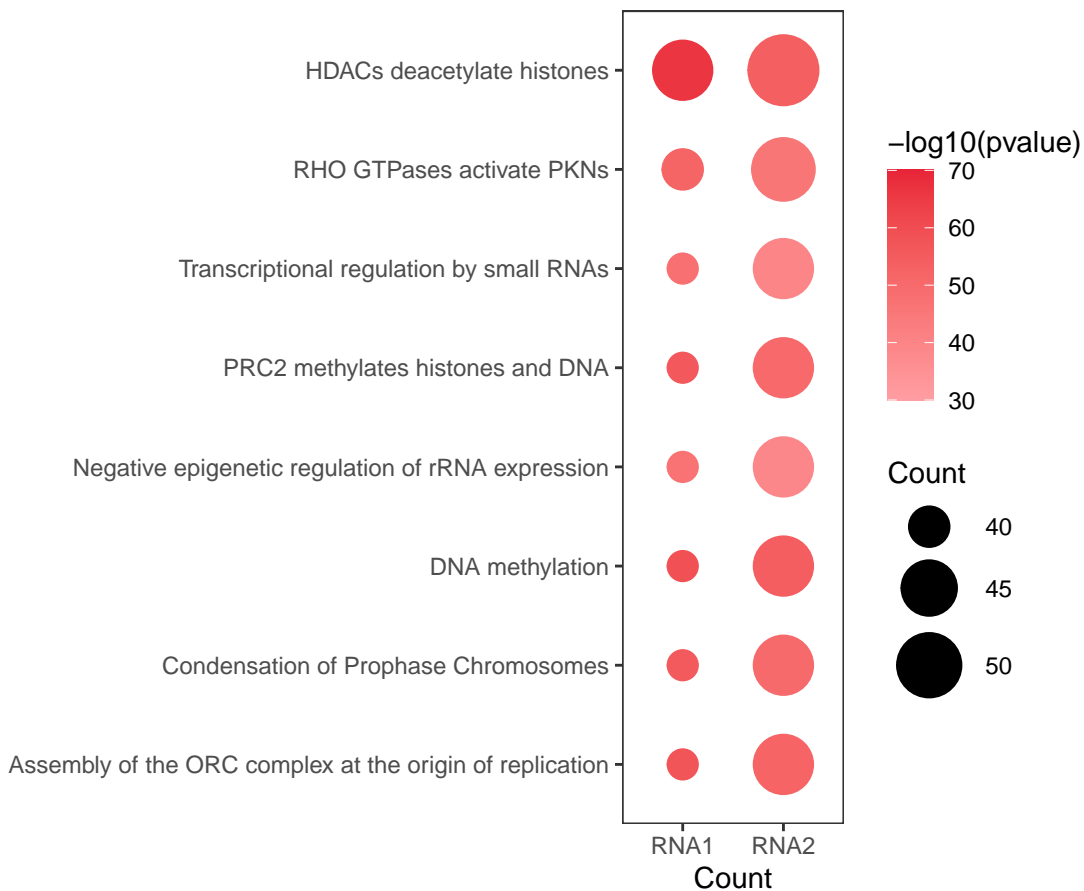 HDACs deacetylate histones
RHO GTPases activate PKNs
Transcriptional regulation by small RNAs
PRC2 methylates histones and DNA
Negative epigenetic regulation of rRNA expression
DNA methylation
Condensation of Prophase Chromosomes
Assembly of the ORC complex at the origin of replication
RNA1 RNA2
Count
−log10(pvalue)
70
60
50
40
30
Count
40
45
50